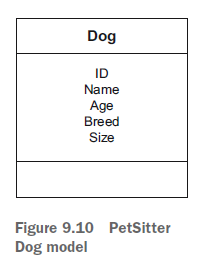 Dog
ID
Name
Age
Breed
Size
Figure 9.10 PetSitter
Dog model